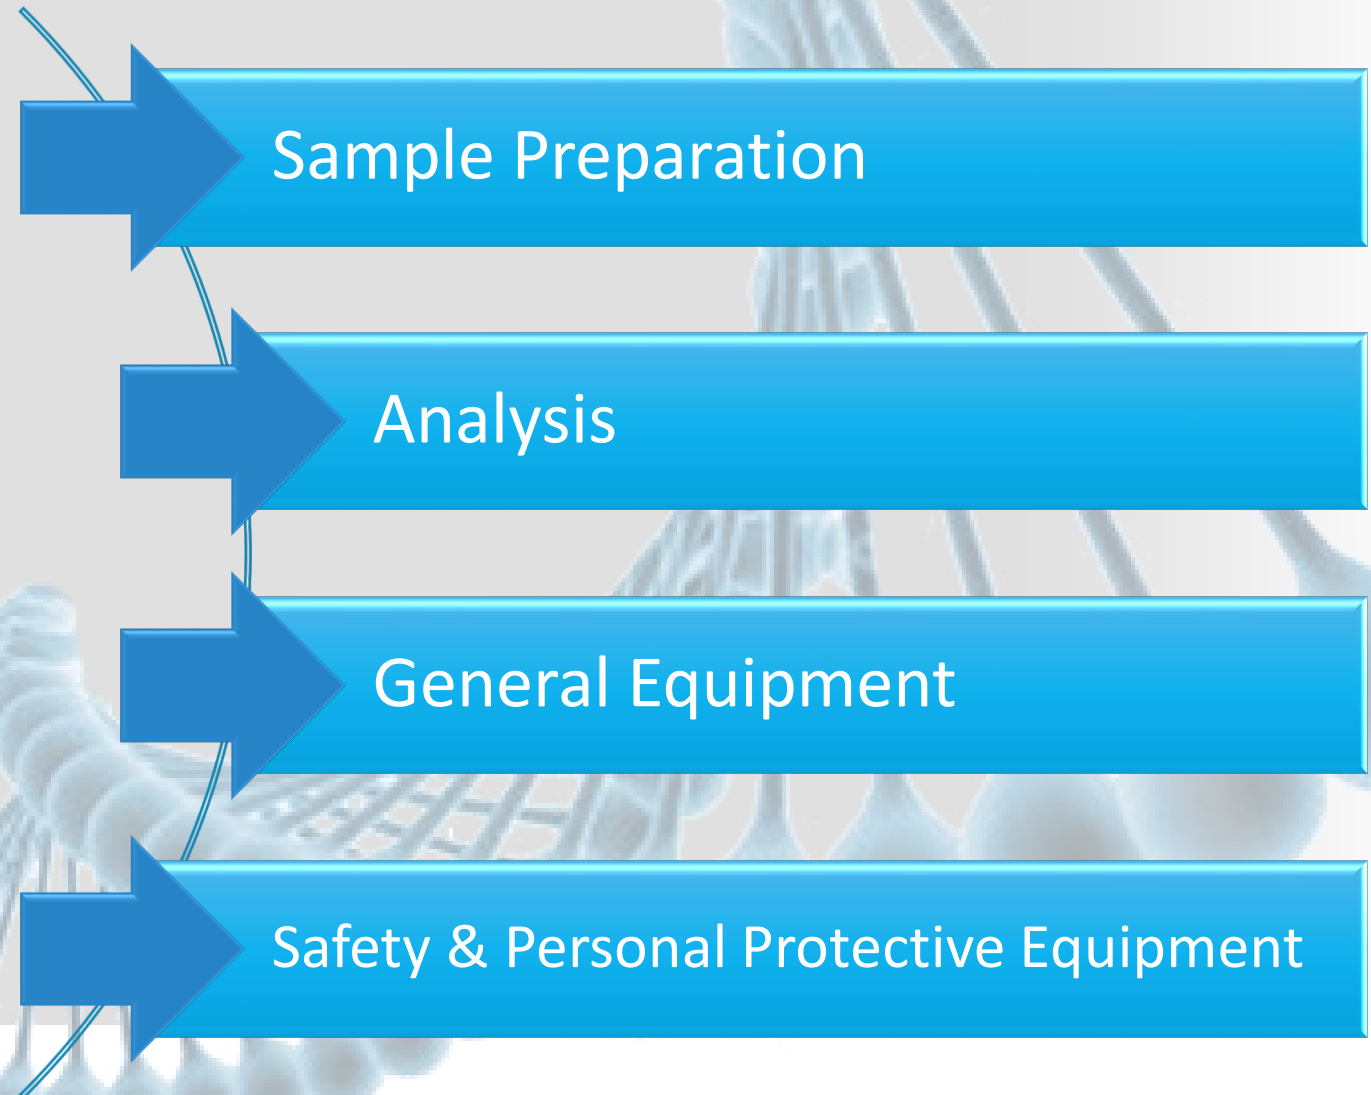 Sample Preparation
Analysis
General Equipment
Safety & Personal Protective Equipment